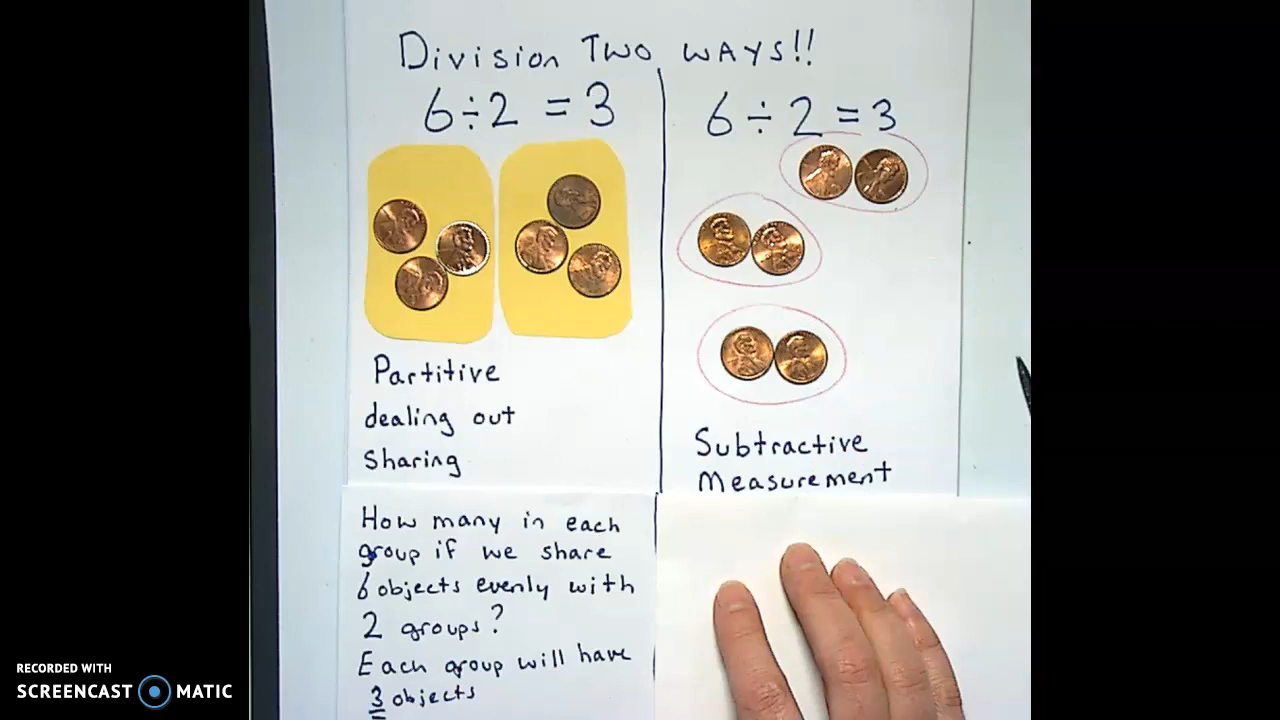 Division Two ways!!
6÷2 = 3
Partitive
dealing out
sharing
How many in each
group if we share
6 objects evenly with
2 groups?
Each group will have
3 objects
6 ÷ 2 = 3
Subtractive
Measurement
RECORDED WITH
SCREENCAST MATIC